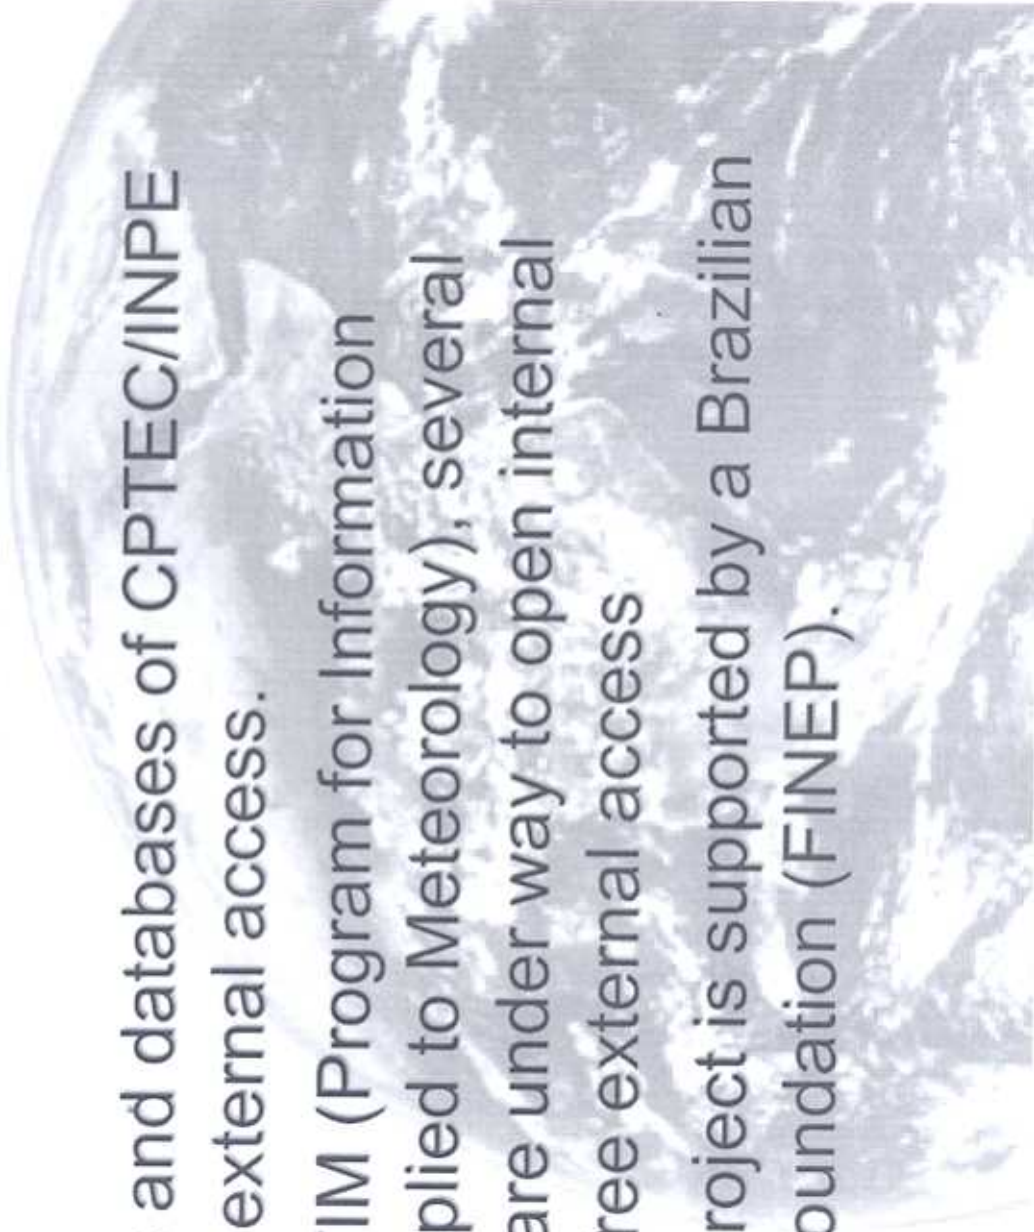 and databases of CPTEC/INPE
external access.
IM (Program for Information
plied to Meteorology), several
are under way to open internal
ree external access
roject is supported by a Brazilian
oundation (FINEP).